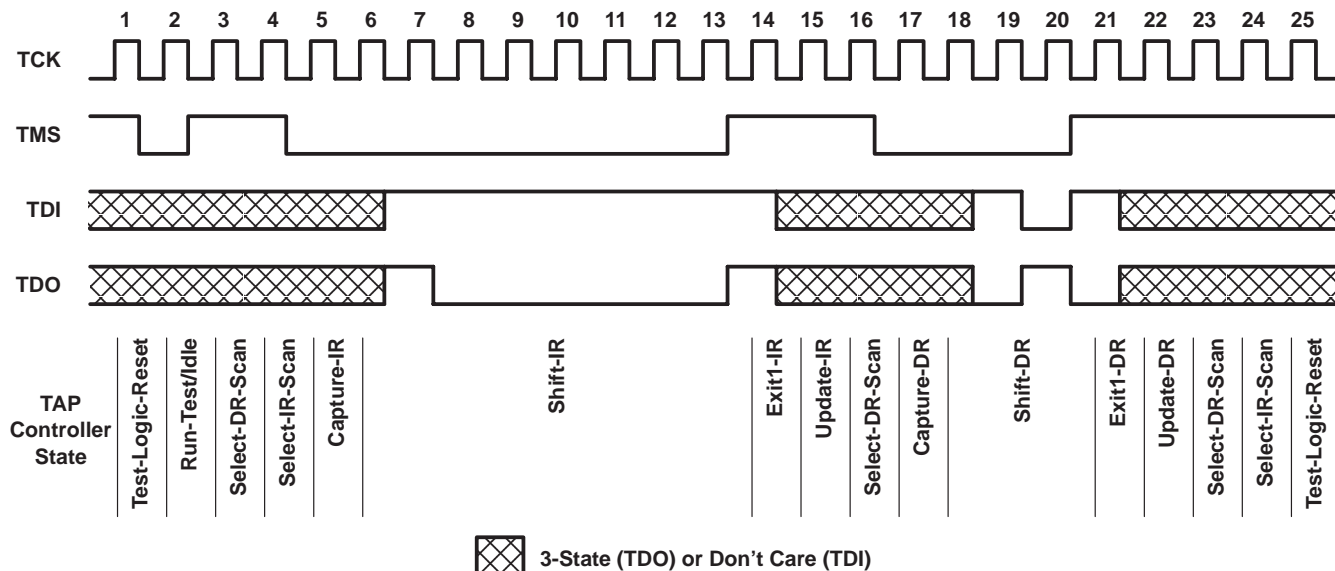 1 2 3 4 5 6 7 8 9 10 11 12 13 14 15 16 17 18 19 20 21 22 23 24 25
TCK
TMS
TDI
TDO
TAP
Controller
State
Test-Logic-Reset
Run-Test/Idle
Select-DR-Scan
Select-IR-Scan
Capture-IR
Shift-IR
Exit1-IR
Update-IR
Select-DR-Scan
Capture-DR
Shift-DR
Exit1-DR
Update-DR
Select-DR-Scan
Select-IR-Scan
Test-Logic-Reset
3-State (TDO) or Don't Care (TDI)